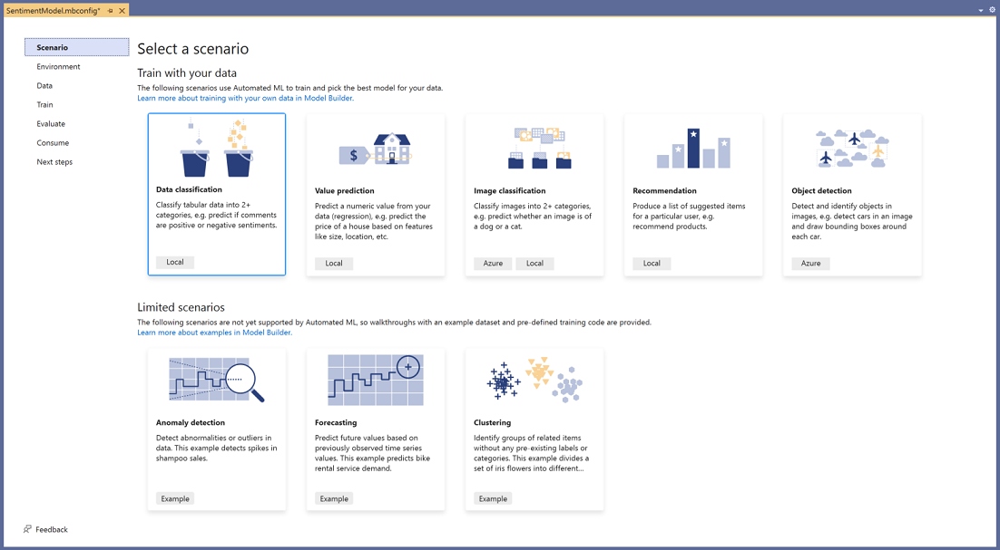 SentimentModel.mbconfig*
Scenario
Environment
Data
Train
Evaluate
Consume
Next steps
Select a scenario
Train with your data
The following scenarios use Automated ML to train and pick the best model for your data.
Learn more about training with your own data in Model Builder.
$
Data classification
Classify tabular data into 2+
categories, e.g. predict if comments
are positive or negative sentiments.
Local
Value prediction
Predict a numeric value from your
data (regression), e.g. predict the
price of a house based on features
like size, location, etc.
Local
Image classification
Classify images into 2+ categories,
e.g. predict whether an image is of
a dog or a cat.
Azure Local
Recommendation
Produce a list of suggested items
for a particular user, e.g.
recommend products.
Local
Object detection
Detect and identify objects in
images, e.g. detect cars in an image
and draw bounding boxes around
each car.
Azure
Limited scenarios
The following scenarios are not yet supported by Automated ML, so walkthroughs with an example dataset and pre-defined training code are provided.
Learn more about examples in Model Builder.
Anomaly detection
Detect abnormalities or outliers in
data. This example detects spikes in
shampoo sales.
Example
Forecasting
Predict future values based on
previously observed time series
values. This example predicts bike
rental service demand.
Example
Clustering
Identify groups of related items
without any pre-existing labels or
categories. This example divides a
set of iris flowers into different...
Example
Feedback